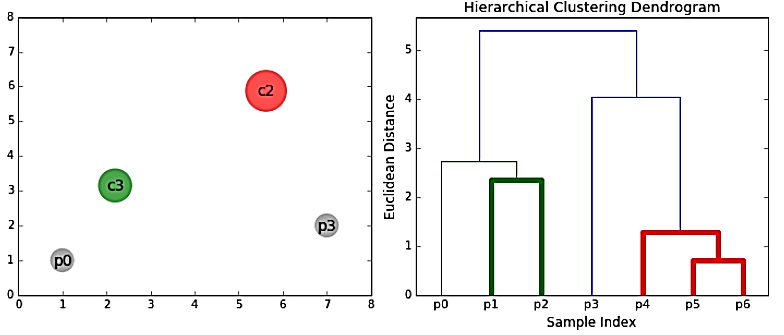 8
7
6
5
4
3
2
1
0
0 1 2 3 4 5 6 7 8
c2
c3
p3
p0
Hierarchical Clustering Dendrogram
Euclidean Distance
5
4
3
2
1
0
p0 p1 p2 p3 p4 p5 p6
Sample Index